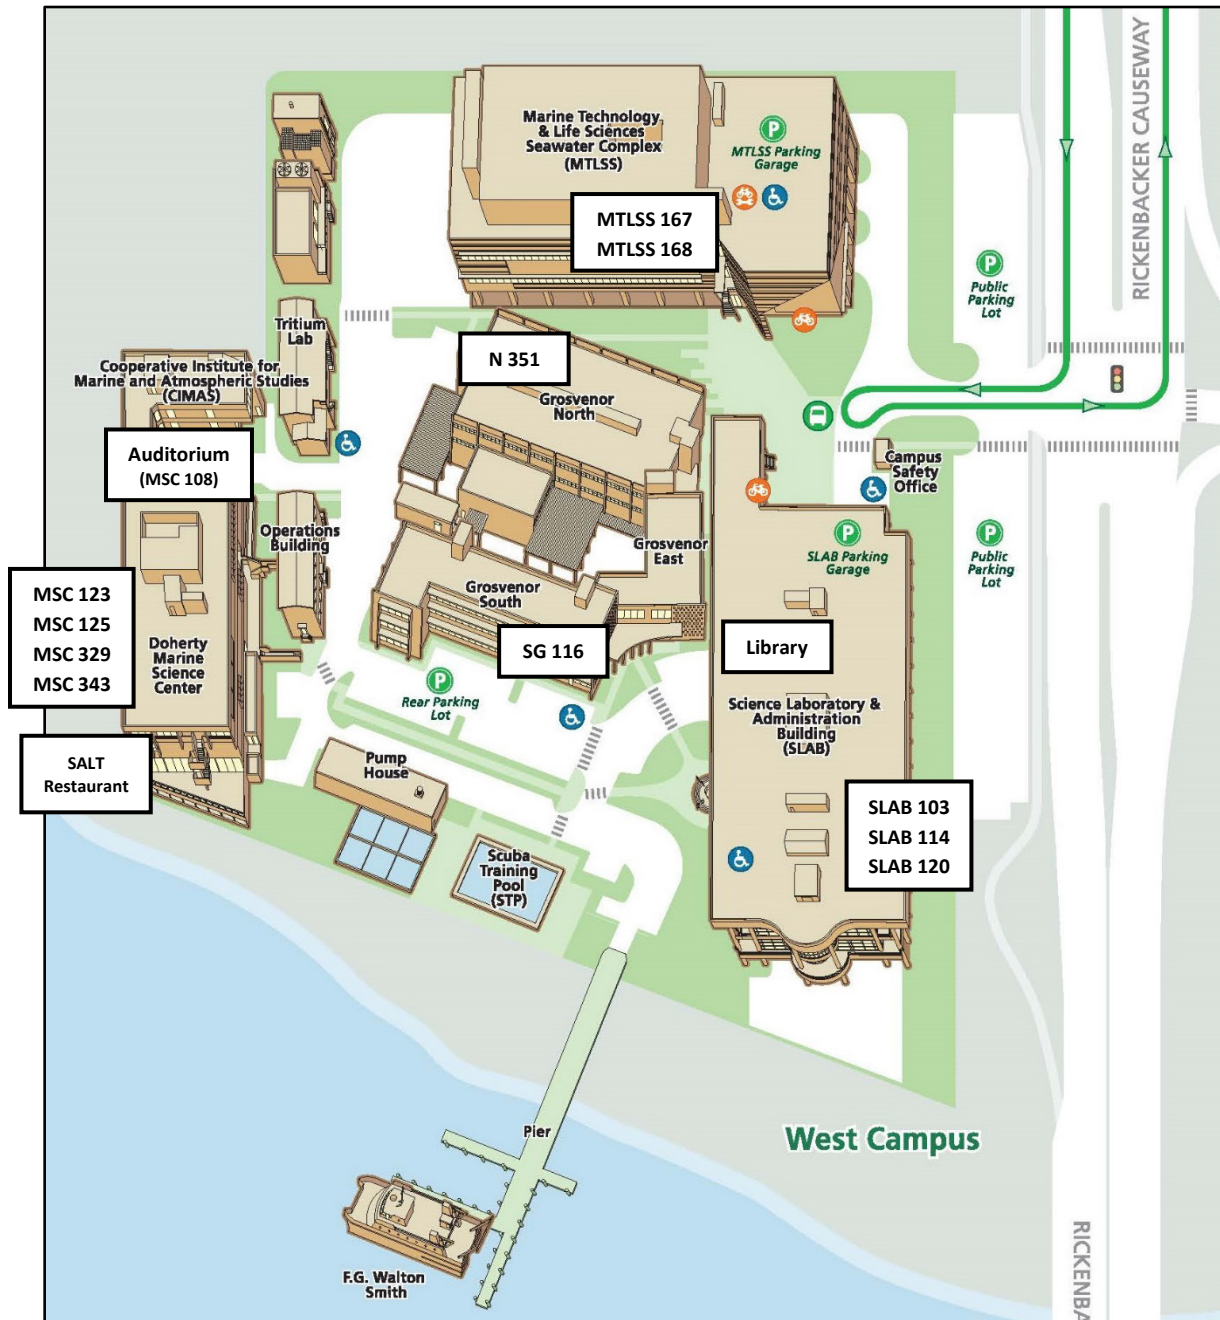 RICKENBACKER CAUSEWAY
Marine Technology
& Life Sciences
Seawater Complex
(MTLSS)
P
MTLSS Parking
Garage
MTLSS 167
MTLSS 168
P
Public
Parking
Lot
Tritium
Lab
Cooperative Institute for
Marine and Atmospheric Studies
(CIMAS)
N 351
Grosvenor
North
Auditorium
(MSC 108)
Campus
Safety
Office
Operations
Building
Grosvenor
East
P
SLAB Parking
Garage
P
Public
Parking
Lot
MSC 123
MSC 125
MSC 329
MSC 343
Doherty
Marine
Science
Center
Grosvenor
South
SG 116
Library
P
Rear Parking
Lot
Science Laboratory &
Administration
Building
(SLAB)
SALT
Restaurant
Pump
House
SLAB 103
SLAB 114
SLAB 120
Scuba
Training
Pool
(STP)
Pier
West Campus
F.G. Walton
Smith
RICKENBA